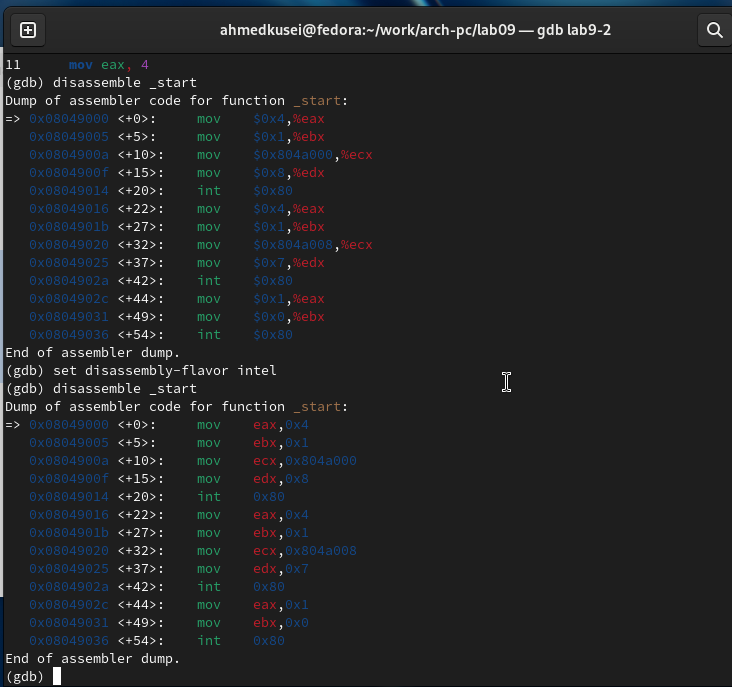 ahmedkusei@fedora:~/work/arch-pc/lab09 — gdb lab9-2
11      mov eax, 4
(gdb) disassemble _start
Dump of assembler code for function _start:
=> 0x08049000 <+0>:     mov    $0x4,%eax
   0x08049005 <+5>:     mov    $0x1,%ebx
   0x0804900a <+10>:    mov    $0x804a000,%ecx
   0x0804900f <+15>:    mov    $0x8,%edx
   0x08049014 <+20>:    int    $0x80
   0x08049016 <+22>:    mov    $0x4,%eax
   0x0804901b <+27>:    mov    $0x1,%ebx
   0x08049020 <+32>:    mov    $0x804a008,%ecx
   0x08049025 <+37>:    mov    $0x7,%edx
   0x0804902a <+42>:    int    $0x80
   0x0804902c <+44>:    mov    $0x1,%eax
   0x08049031 <+49>:    mov    $0x0,%ebx
   0x08049036 <+54>:    int    $0x80
End of assembler dump.
(gdb) set disassembly-flavor intel
(gdb) disassemble _start
Dump of assembler code for function _start:
=> 0x08049000 <+0>:     mov    eax,0x4
   0x08049005 <+5>:     mov    ebx,0x1
   0x0804900a <+10>:    mov    ecx,0x804a000
   0x0804900f <+15>:    mov    edx,0x8
   0x08049014 <+20>:    int    0x80
   0x08049016 <+22>:    mov    eax,0x4
   0x0804901b <+27>:    mov    ebx,0x1
   0x08049020 <+32>:    mov    ecx,0x804a008
   0x08049025 <+37>:    mov    edx,0x7
   0x0804902a <+42>:    int    0x80
   0x0804902c <+44>:    mov    eax,0x1
   0x08049031 <+49>:    mov    ebx,0x0
   0x08049036 <+54>:    int    0x80
End of assembler dump.
(gdb)